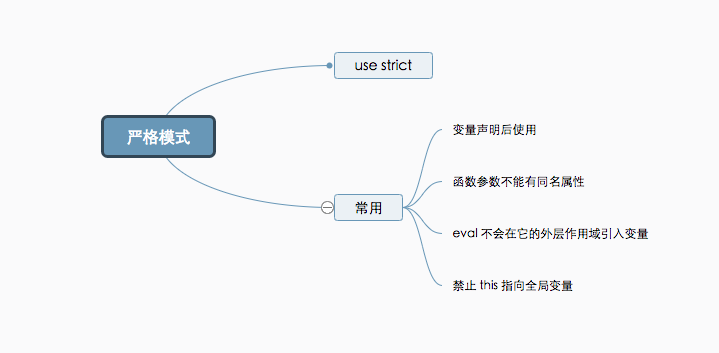 use strict
严格模式
变量声明后使用
函数参数不能有同名属性
常用
eval 不会在它的外层作用域引入变量
禁止 this 指向全局变量